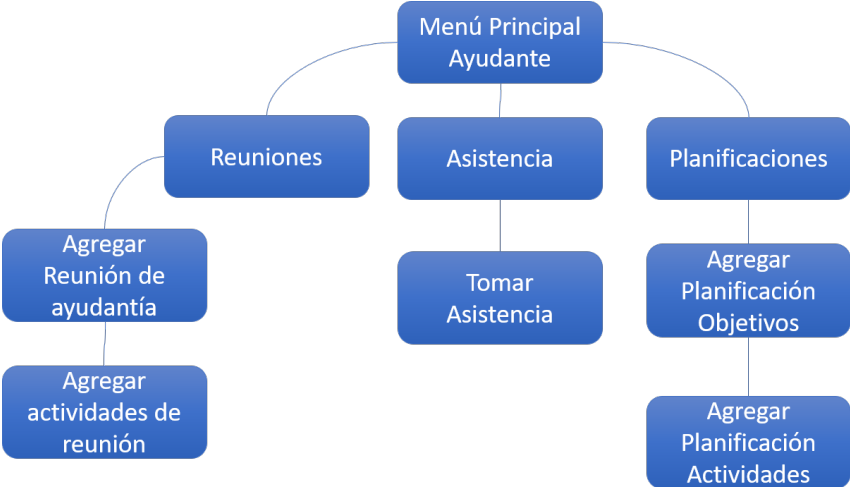 Menú Principal
Ayudante
Reuniones
Asistencia
Planificaciones
Agregar
Reunión de
ayudantía
Tomar
Asistencia
Agregar
Planificación
Objetivos
Agregar
actividades de
reunión
Agregar
Planificación
Actividades